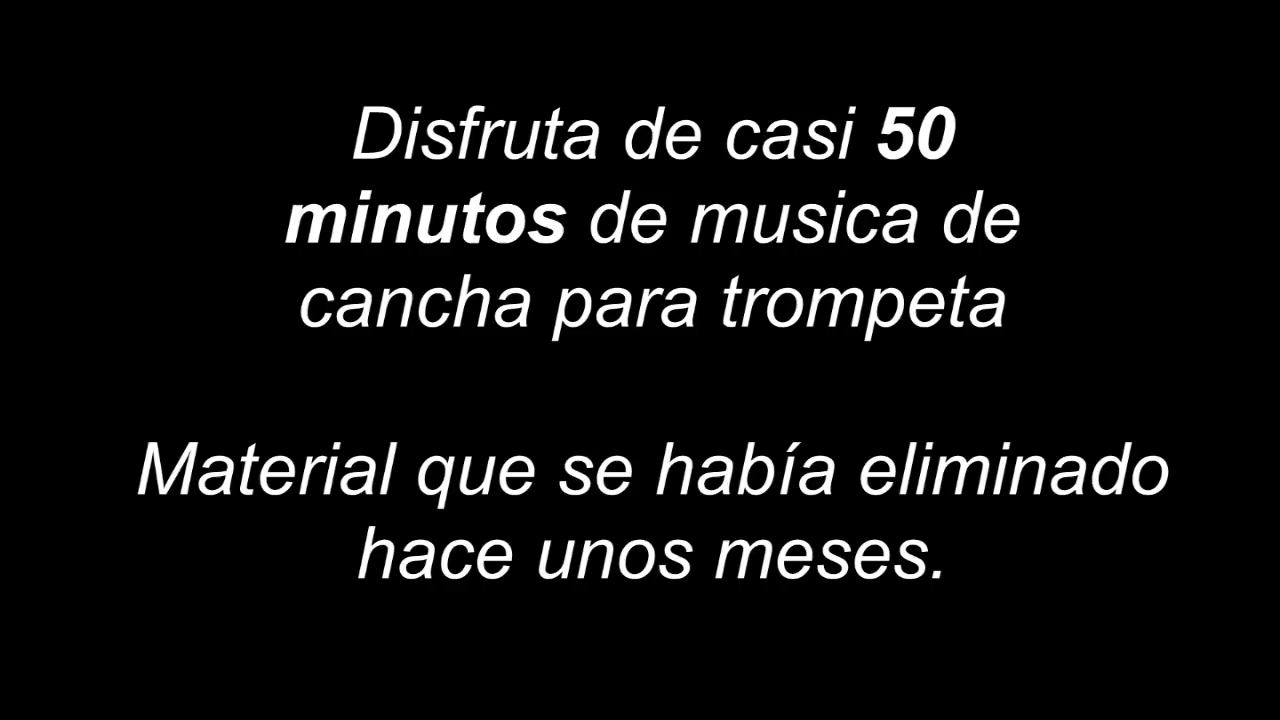 Disfruta de casi 50
minutos de musica de
cancha para trompeta
Material que se había eliminado
hace unos meses.